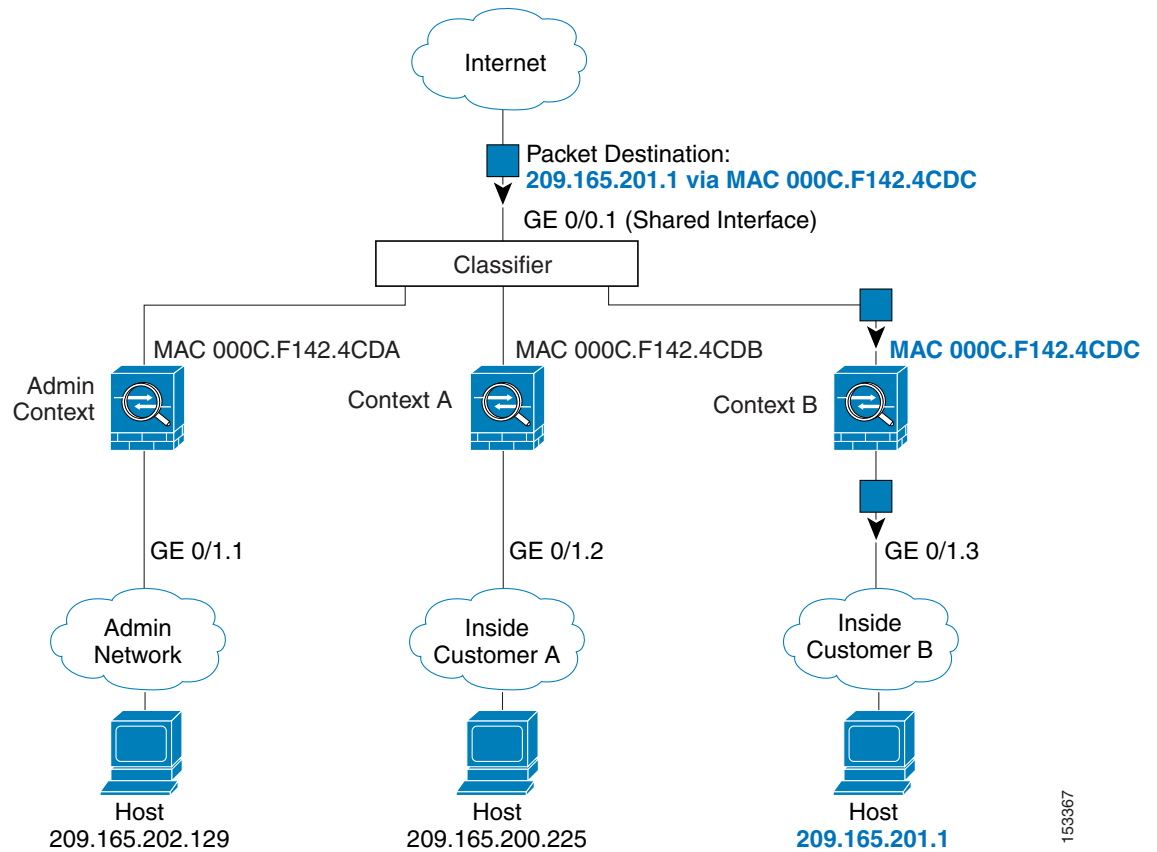 Internet
Packet Destination:
209.165.201.1 via MAC 000C.F142.4CDC
GE 0/0.1 (Shared Interface)
Classifier
MAC 000C.F142.4CDA
MAC 000C.F142.4CDB
MAC 000C.F142.4CDC
Admin
Context
Context A
Context B
GE 0/1.1
GE 0/1.2
GE 0/1.3
Admin
Network
Inside
Customer A
Inside
Customer B
Host
209.165.202.129
Host
209.165.200.225
Host
209.165.201.1
153367